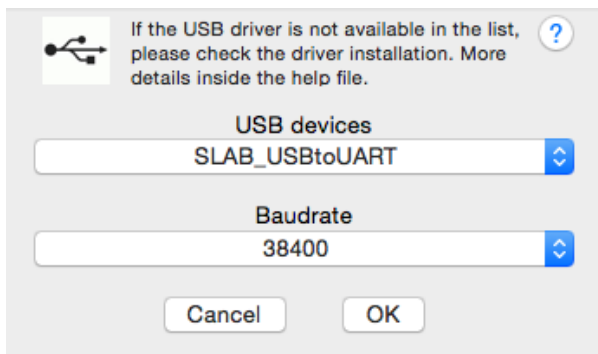 If the USB driver is not available in the list,
please check the driver installation. More
details inside the help file.
?
USB devices
SLAB_USBtoUART
Baudrate
38400
Cancel
OK